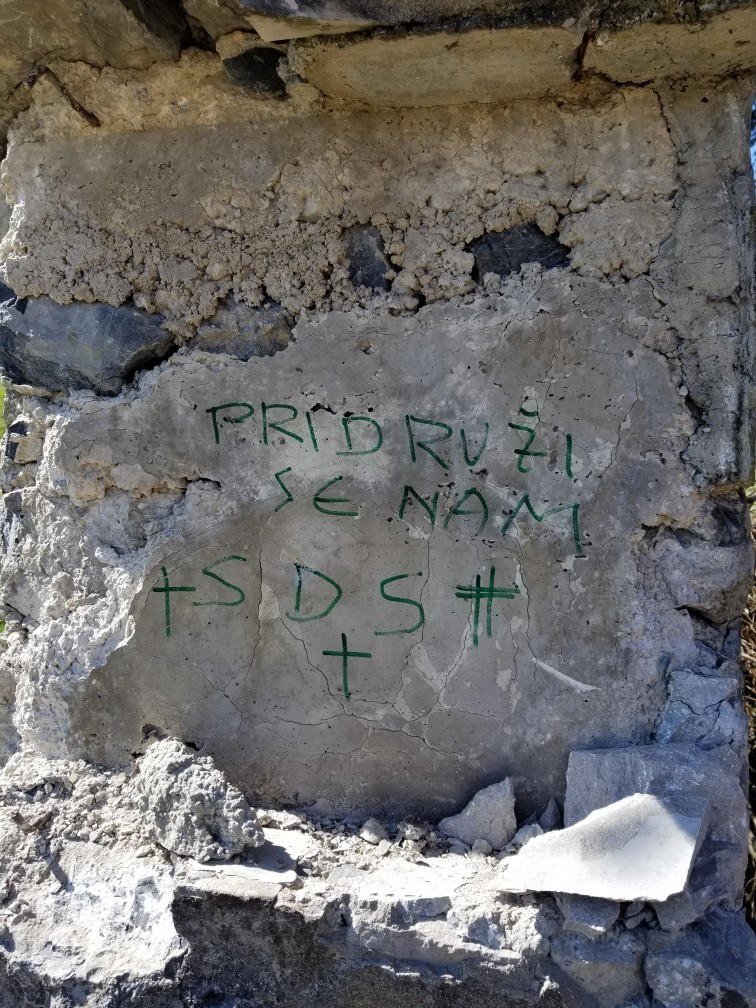 PRIDRUŽI
SE NAM
+SDS#
+